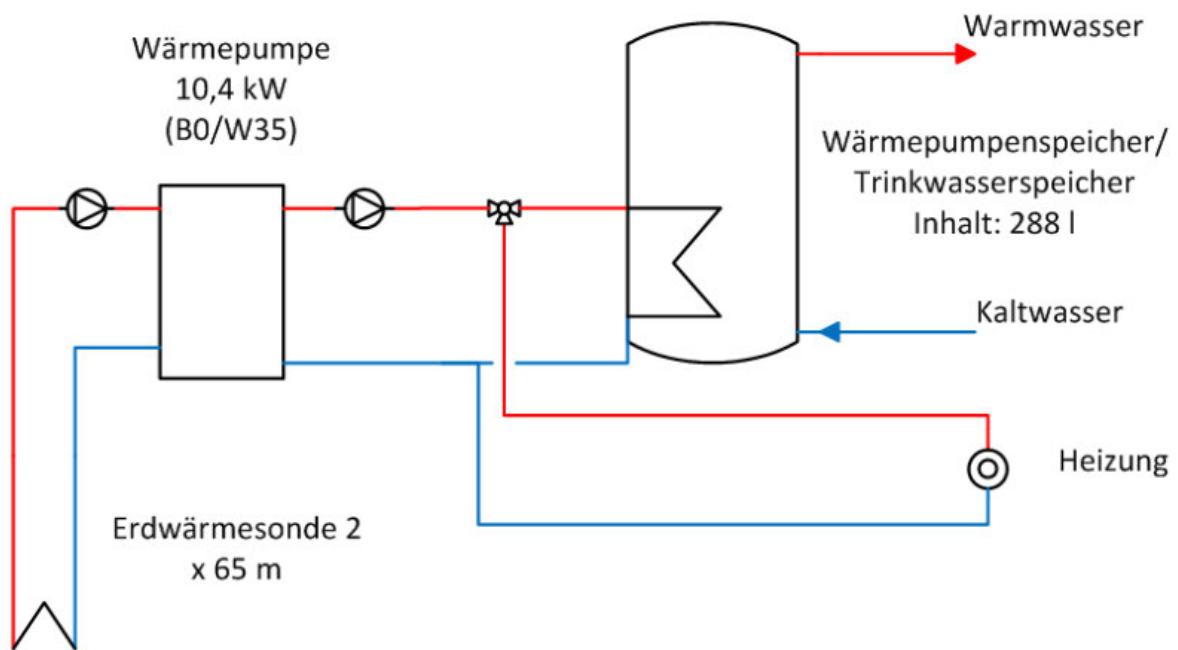 Warmwasser
Wärmepumpe
10,4 kW
(B0/W35)
Wärmepumpenspeicher/
Trinkwasserspeicher
Inhalt: 288 l
Kaltwasser
Heizung
Erdwärmesonde 2
x 65 m